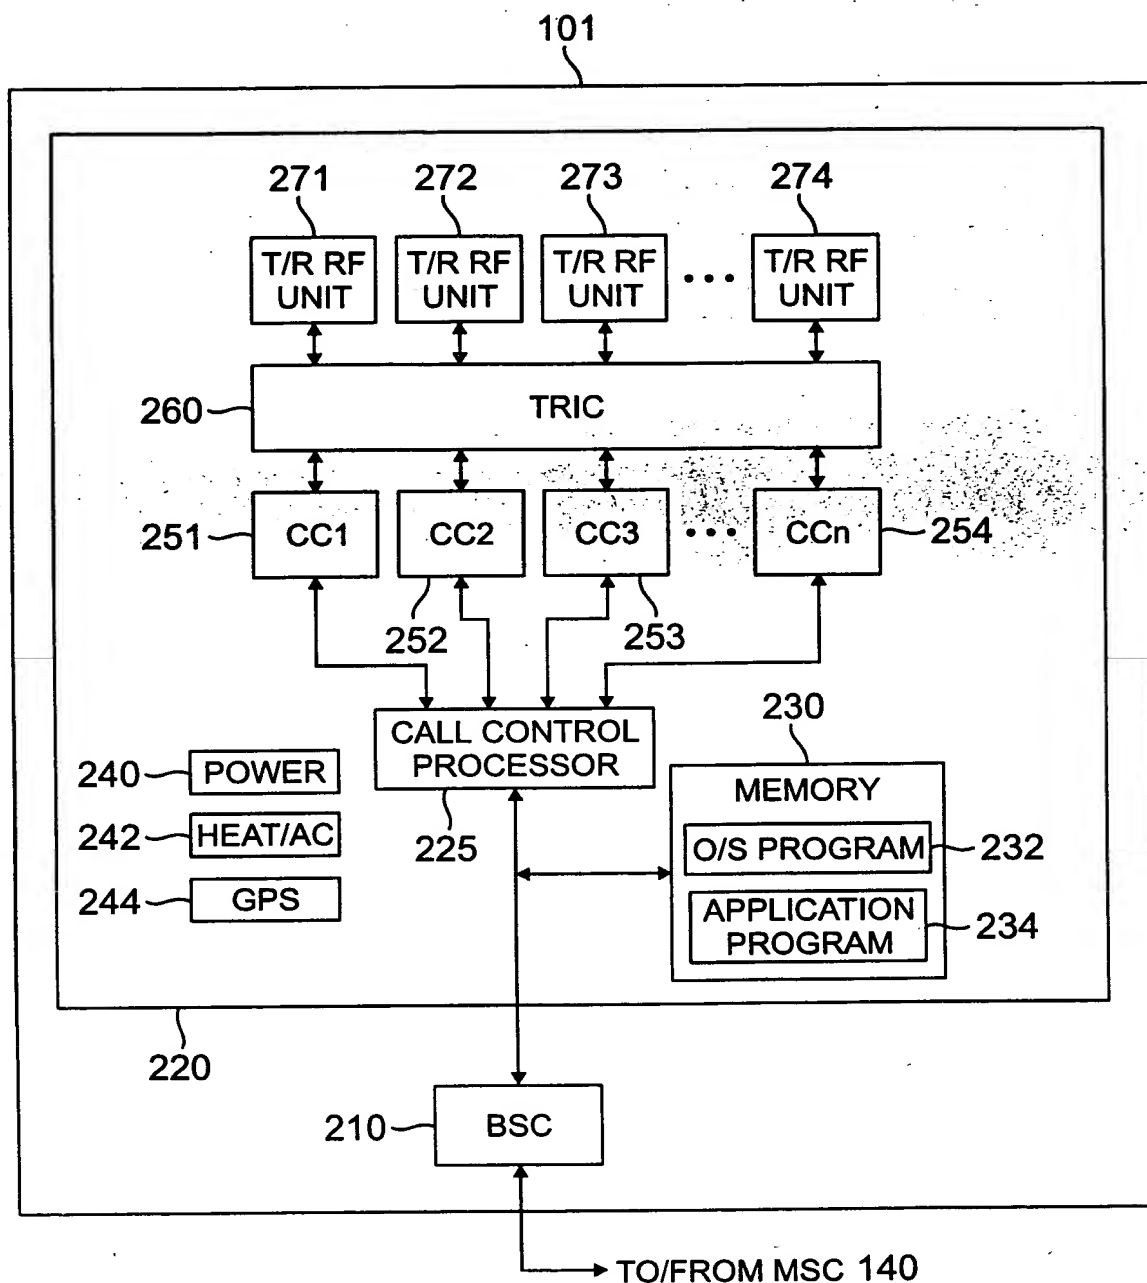 101
271 272 273 274
T/R RF UNIT
T/R RF UNIT
T/R RF UNIT
...
T/R RF UNIT
260 TRIC
251 CC1 CC2 CC3 ... CCn 254
252 253
CALL CONTROL
PROCESSOR
225
240 POWER
242 HEAT/AC
244 GPS
230
MEMORY
O/S PROGRAM 232
APPLICATION
PROGRAM 234
220
210 BSC
TO/FROM MSC 140